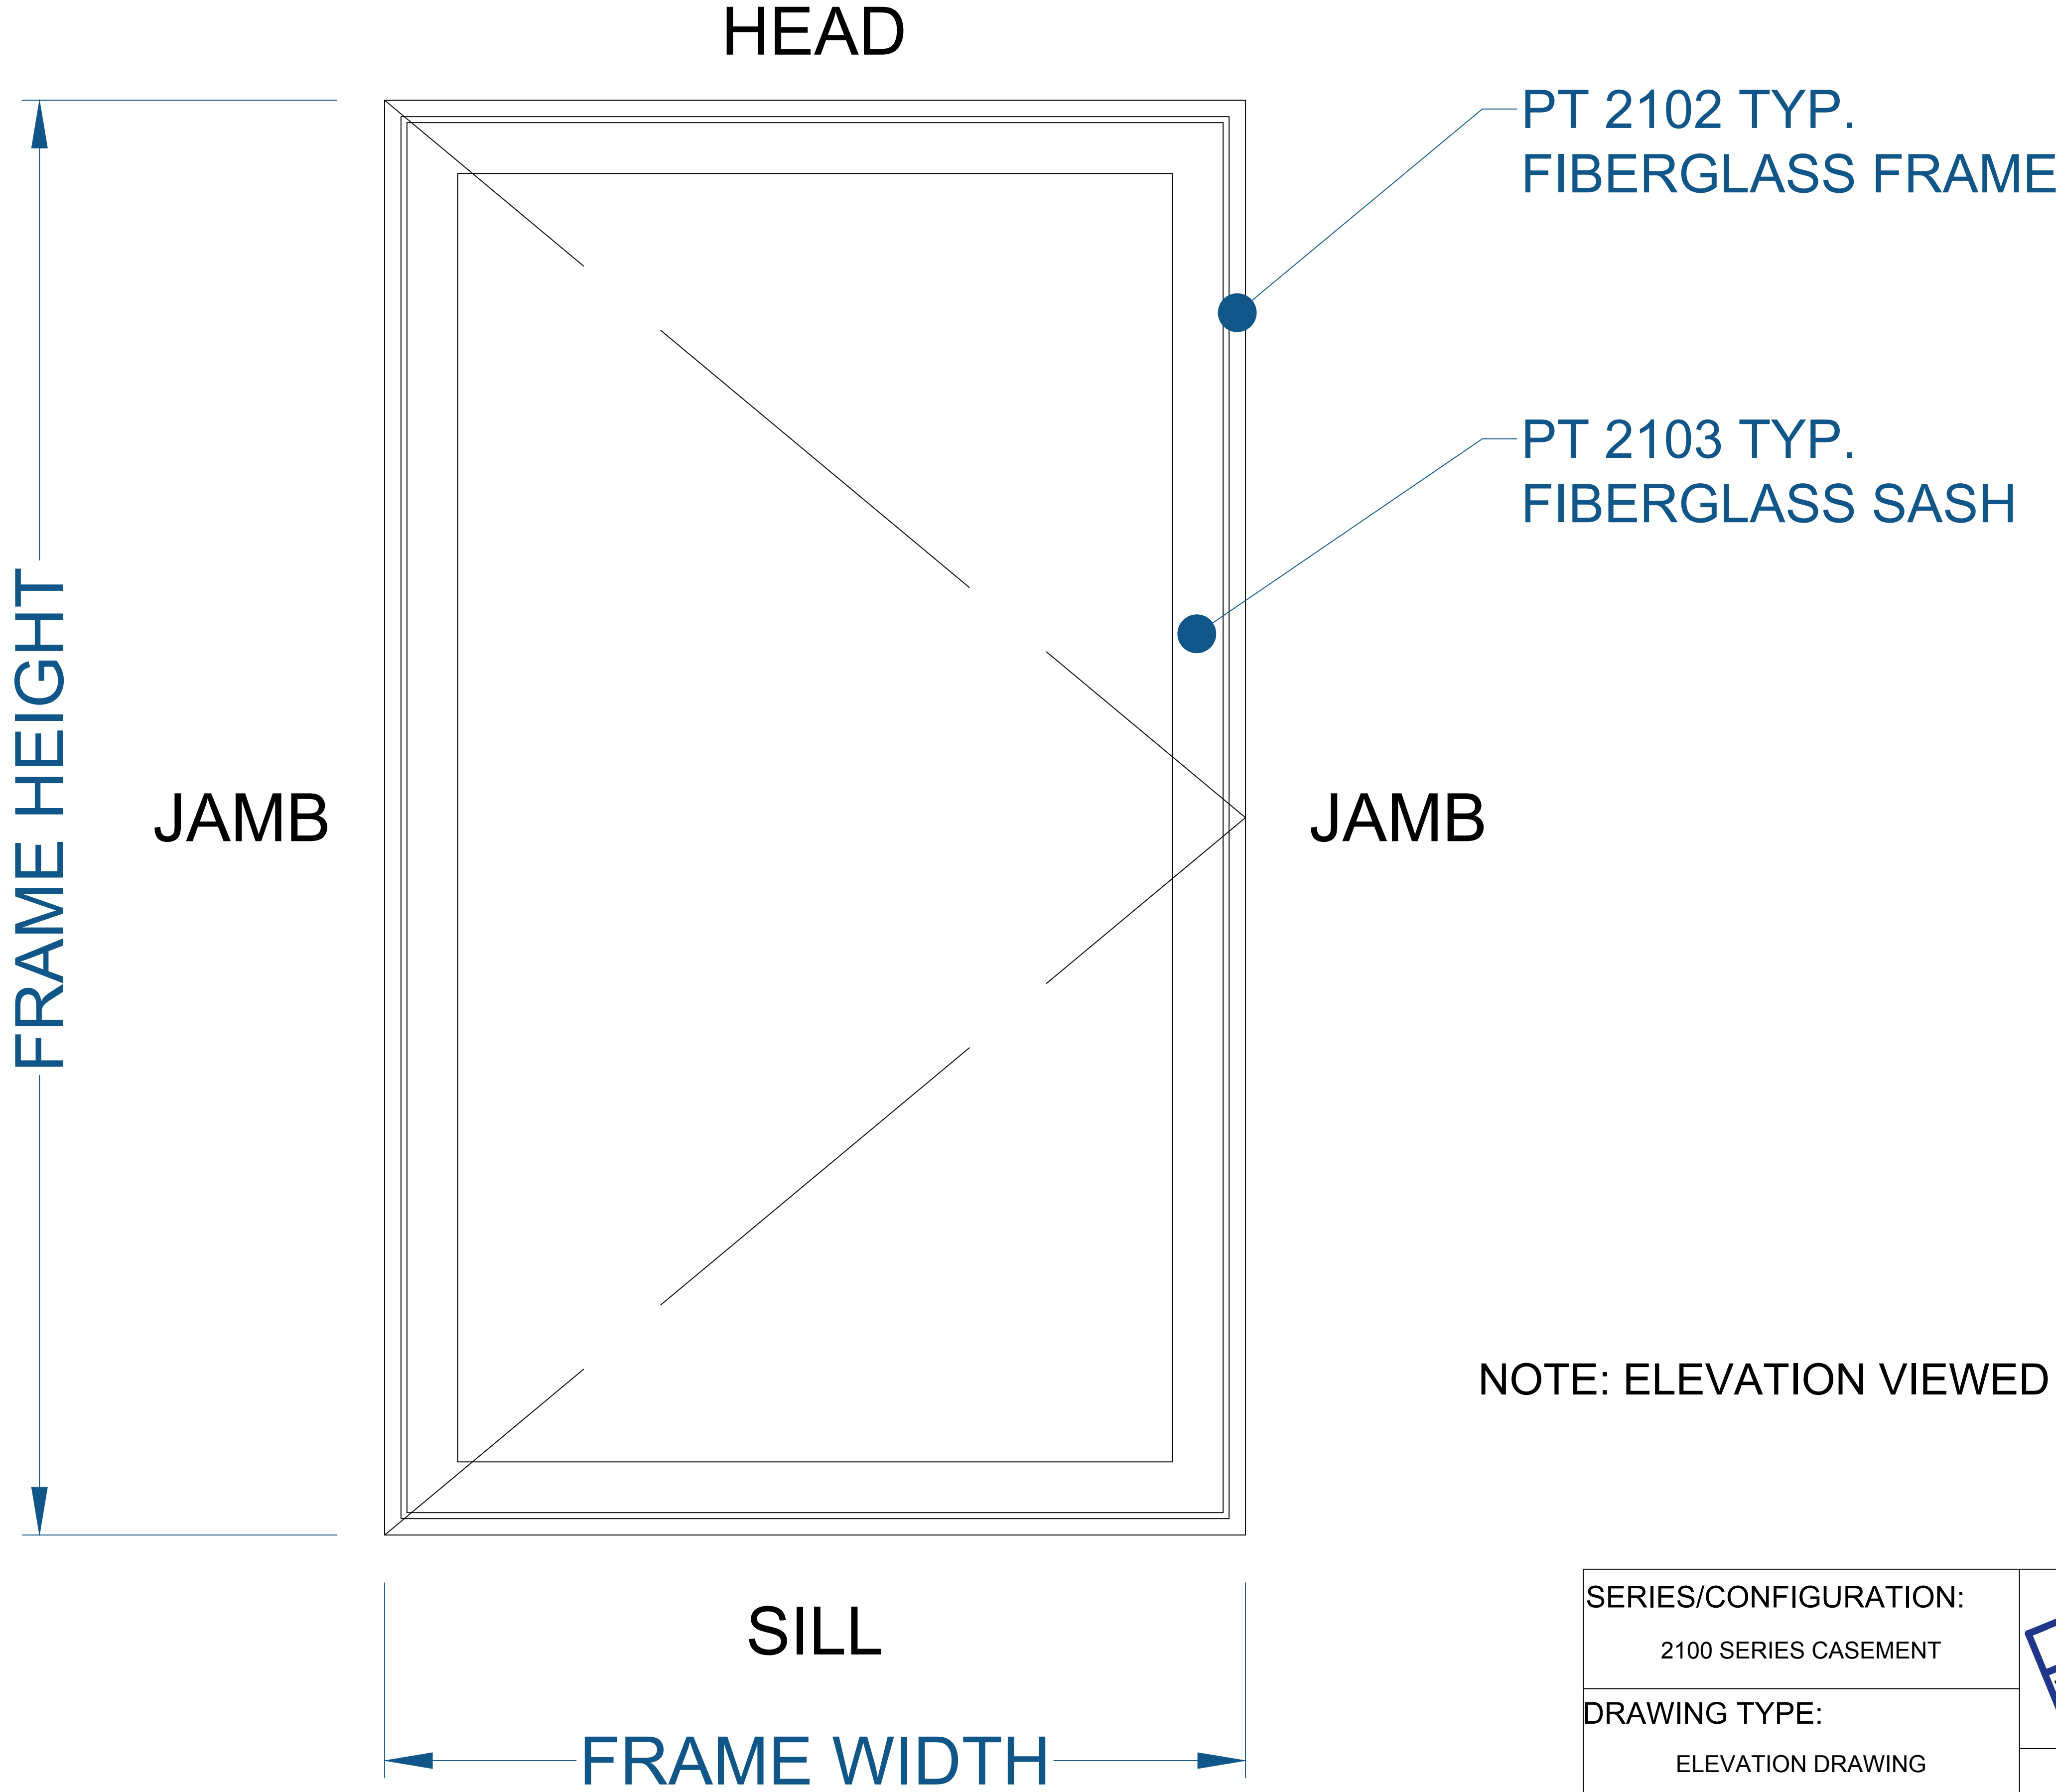 HEAD
PT 2102 TYP.
FIBERGLASS FRAME
PT 2103 TYP.
FIBERGLASS SASH
FRAME HEIGHT
JAMB
JAMB
NOTE: ELEVATION VIEWED
SERIES/CONFIGURATION:
2100 SERIES CASEMENT
SILL
DRAWING TYPE:
FRAME WIDTH
ELEVATION DRAWING